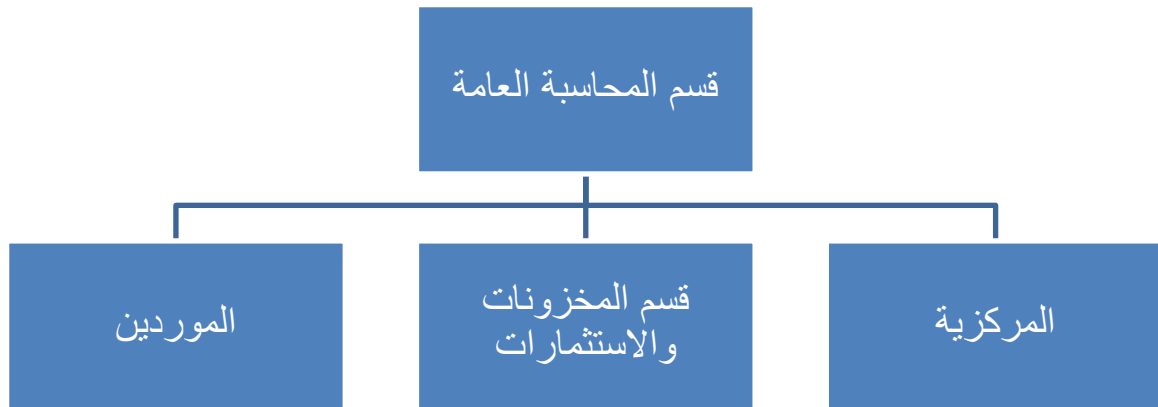 قسم المحاسبة العامة
المركزية
قسم المخزونات
والاستثمارات
الموردين